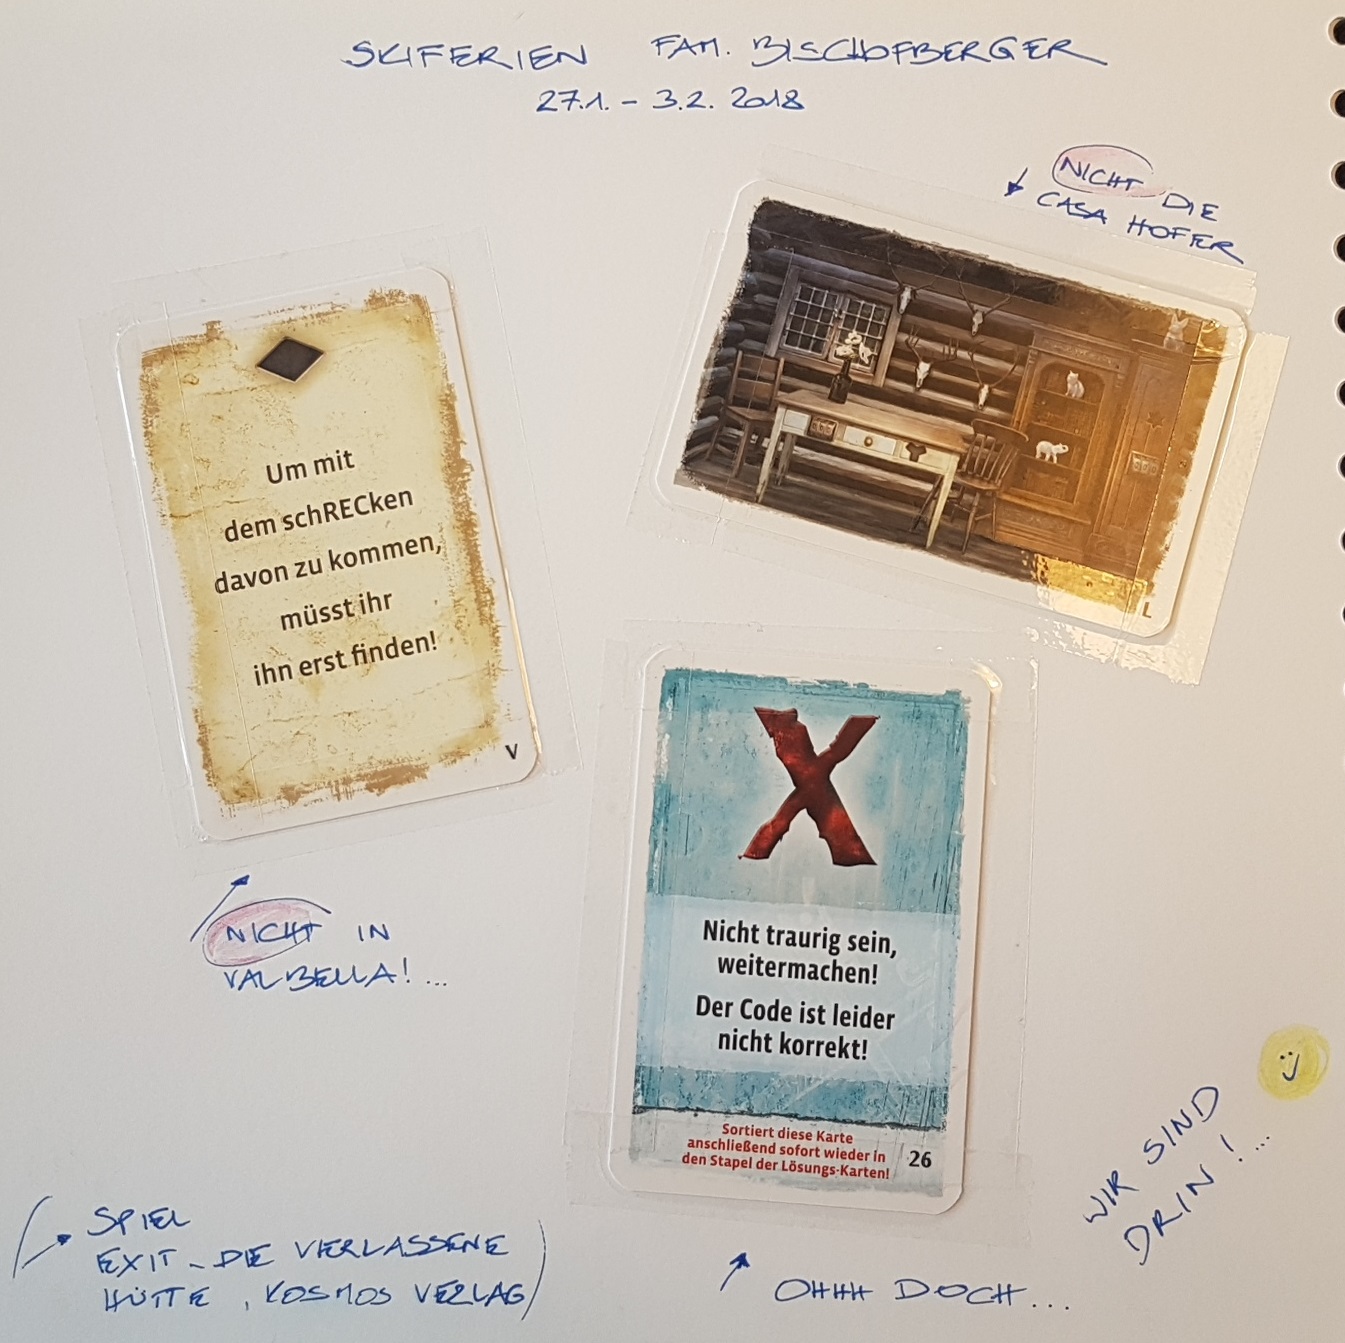 SKIFERIEN FAM. BISCHOFBERGER
27.1. - 3.2. 2018
NICHT DIE
CASA HOFER
L
Um mit
dem schRECken
davon zu kommen,
müsst ihr
ihn erst finden!
V
NICHT IN
VALBELLA!...
X
Nicht traurig sein,
weitermachen!
Der Code ist leider
nicht korrekt!
Sortiert diese Karte
anschließend sofort wieder in
den Stapel der Lösungs-Karten!
26
WIR SIND
DRIN!...
SPIEL
EXIT - DIE VERLASSENE
HÜTTE, KOSMOS VERLAG)
OHHH DOCH...